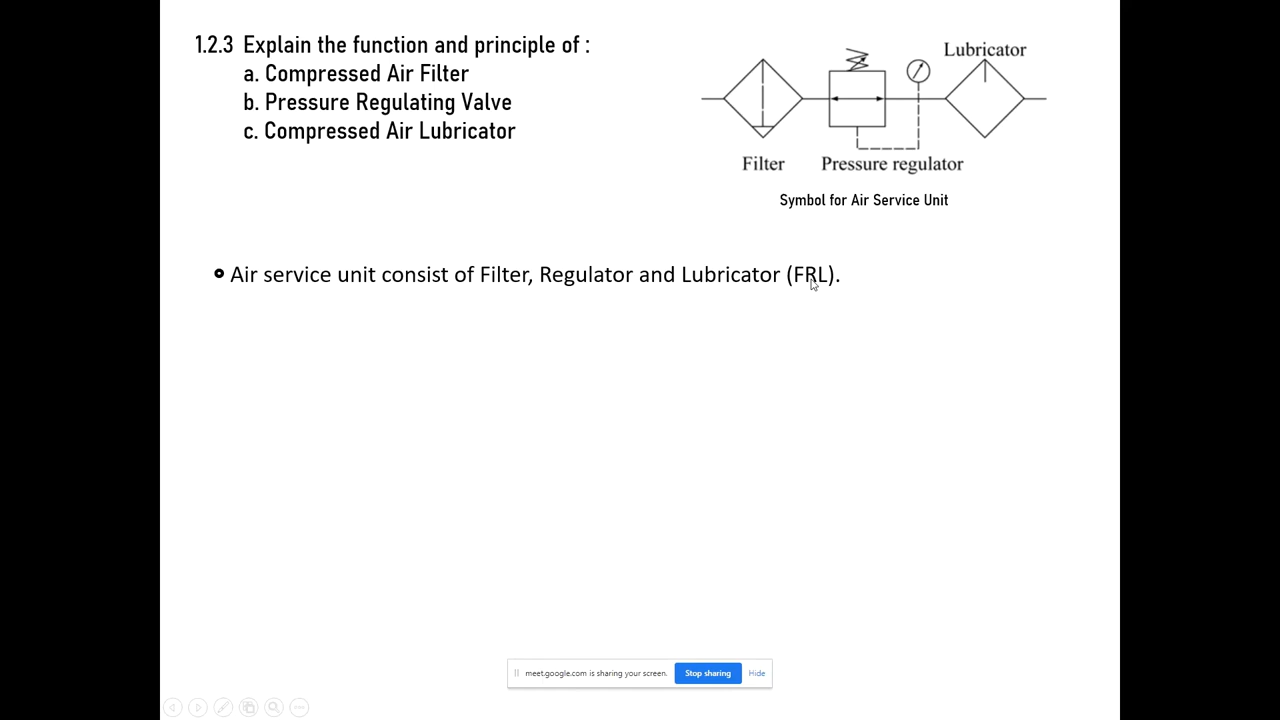 1.2.3 Explain the function and principle of :
a. Compressed Air Filter
b. Pressure Regulating Valve
c. Compressed Air Lubricator
Lubricator
Filter
Pressure regulator
Symbol for Air Service Unit
Air service unit consist of Filter, Regulator and Lubricator (FRL).
meet.google.com is sharing your screen.
Stop sharing
Hide